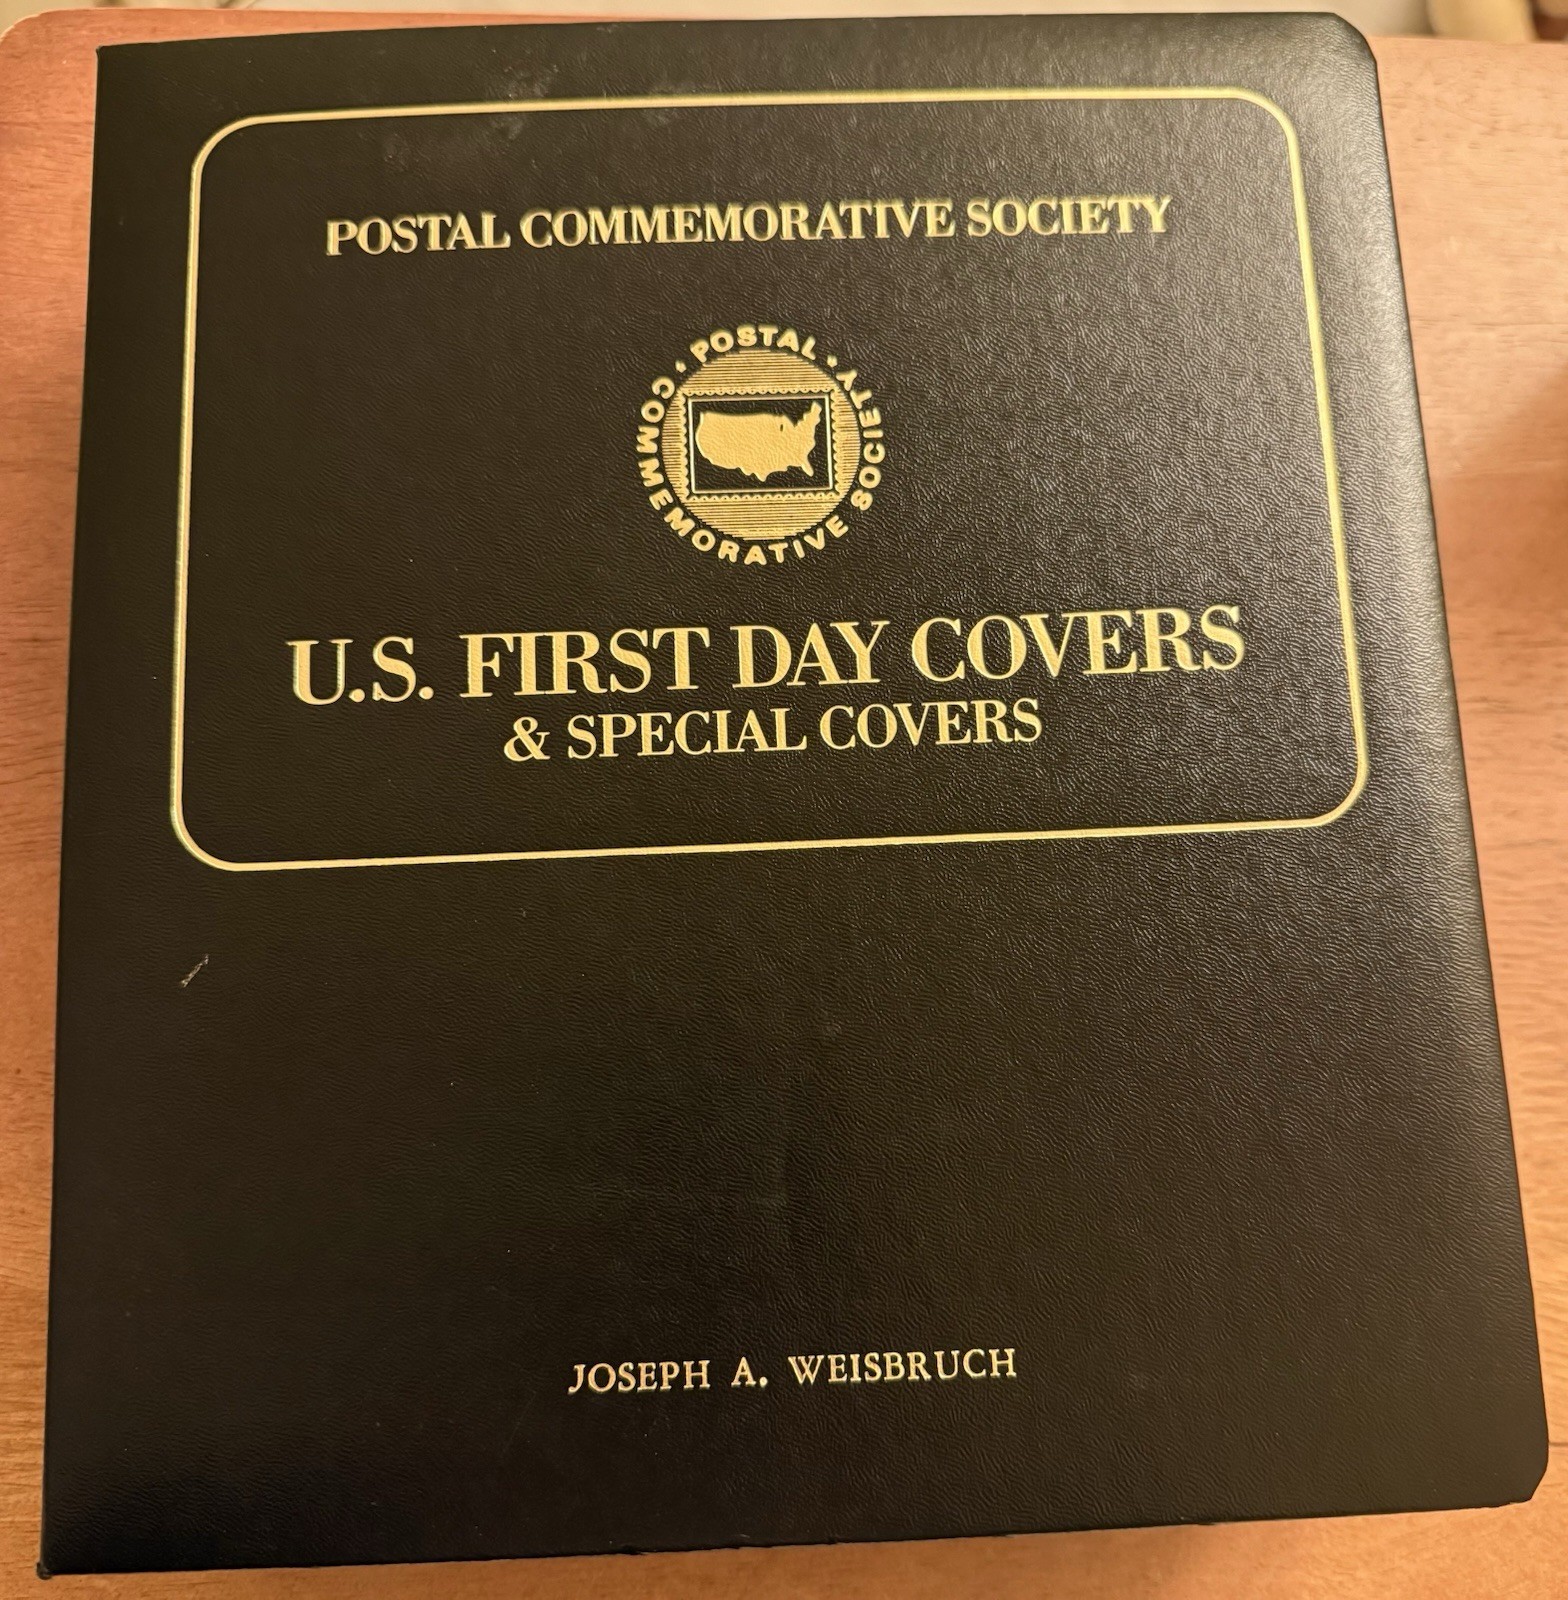 POSTAL COMMEMORATIVE SOCIETY
• POSTAL •
COMMEMORATIVE SOCIETY
U.S. FIRST DAY COVERS
& SPECIAL COVERS
JOSEPH A. WEISBRUCH